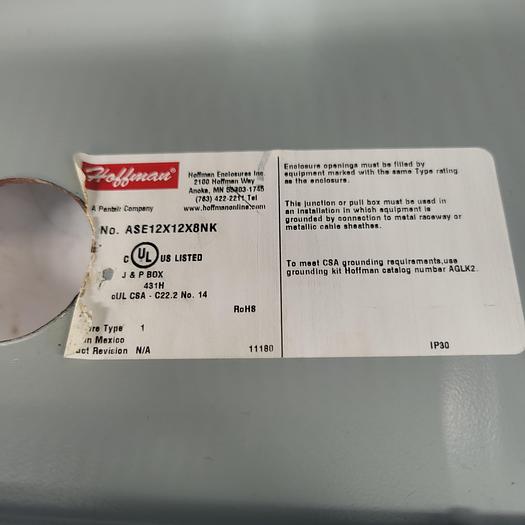 Hoffman®
A Pentair Company
Hoffman Enclosures Inc.
2100 Hoffman Way
Anoka, MN 55303-1745
(763) 422-2211 Tel
www.hoffmanonline.com
No. ASE12X12X8NK
C UL US LISTED
J & P BOX
431H
cUL CSA - C22.2 No. 14
RoHS
ure Type 1
in Mexico
uct Revision N/A
11180
Enclosure openings must be filled by
equipment marked with the same Type rating
as the enclosure.
This junction or pull box must be used in
an installation in which equipment is
grounded by connection to metal raceway or
metallic cable sheathes.
To meet CSA grounding requirements,use
grounding kit Hoffman catalog number AGLK2.
IP30